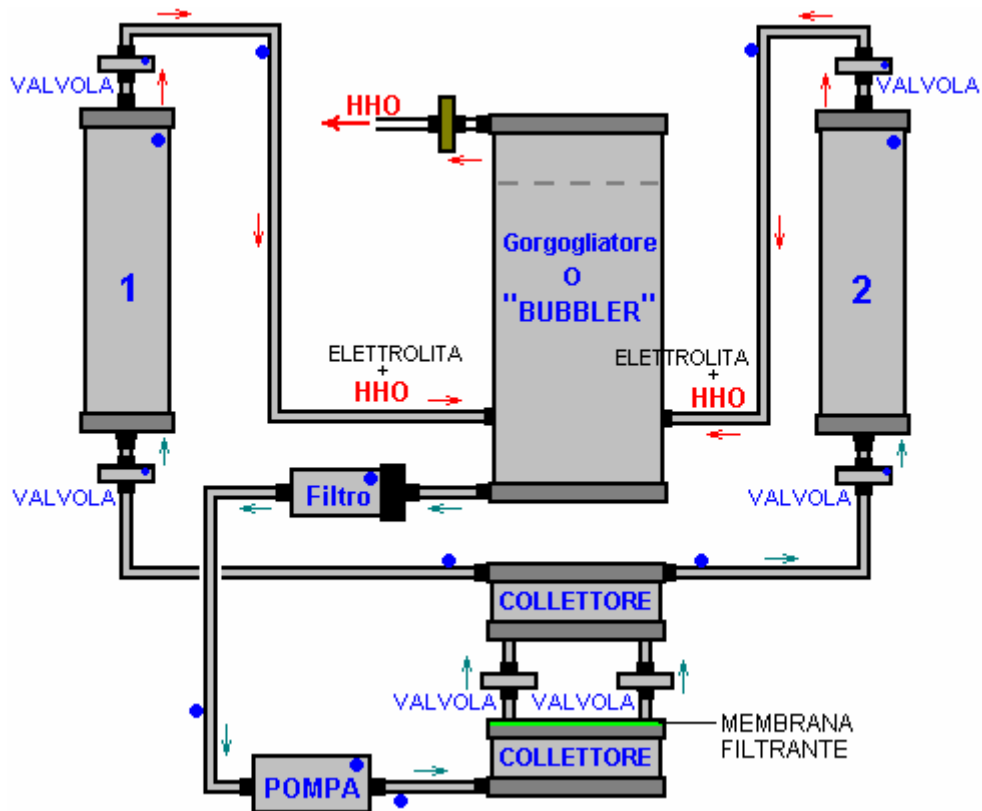 VALVOLA
VALVOLA
HHO
1
Gorgogliatore
O
"BUBBLER"
2
ELETTROLITA
+
HHO
ELETTROLITA
+
HHO
VALVOLA
Filtro
VALVOLA
COLLETTORE
VALVOLA
VALVOLA
MEMBRANA
FILTRANTE
COLLETTORE
POMPA